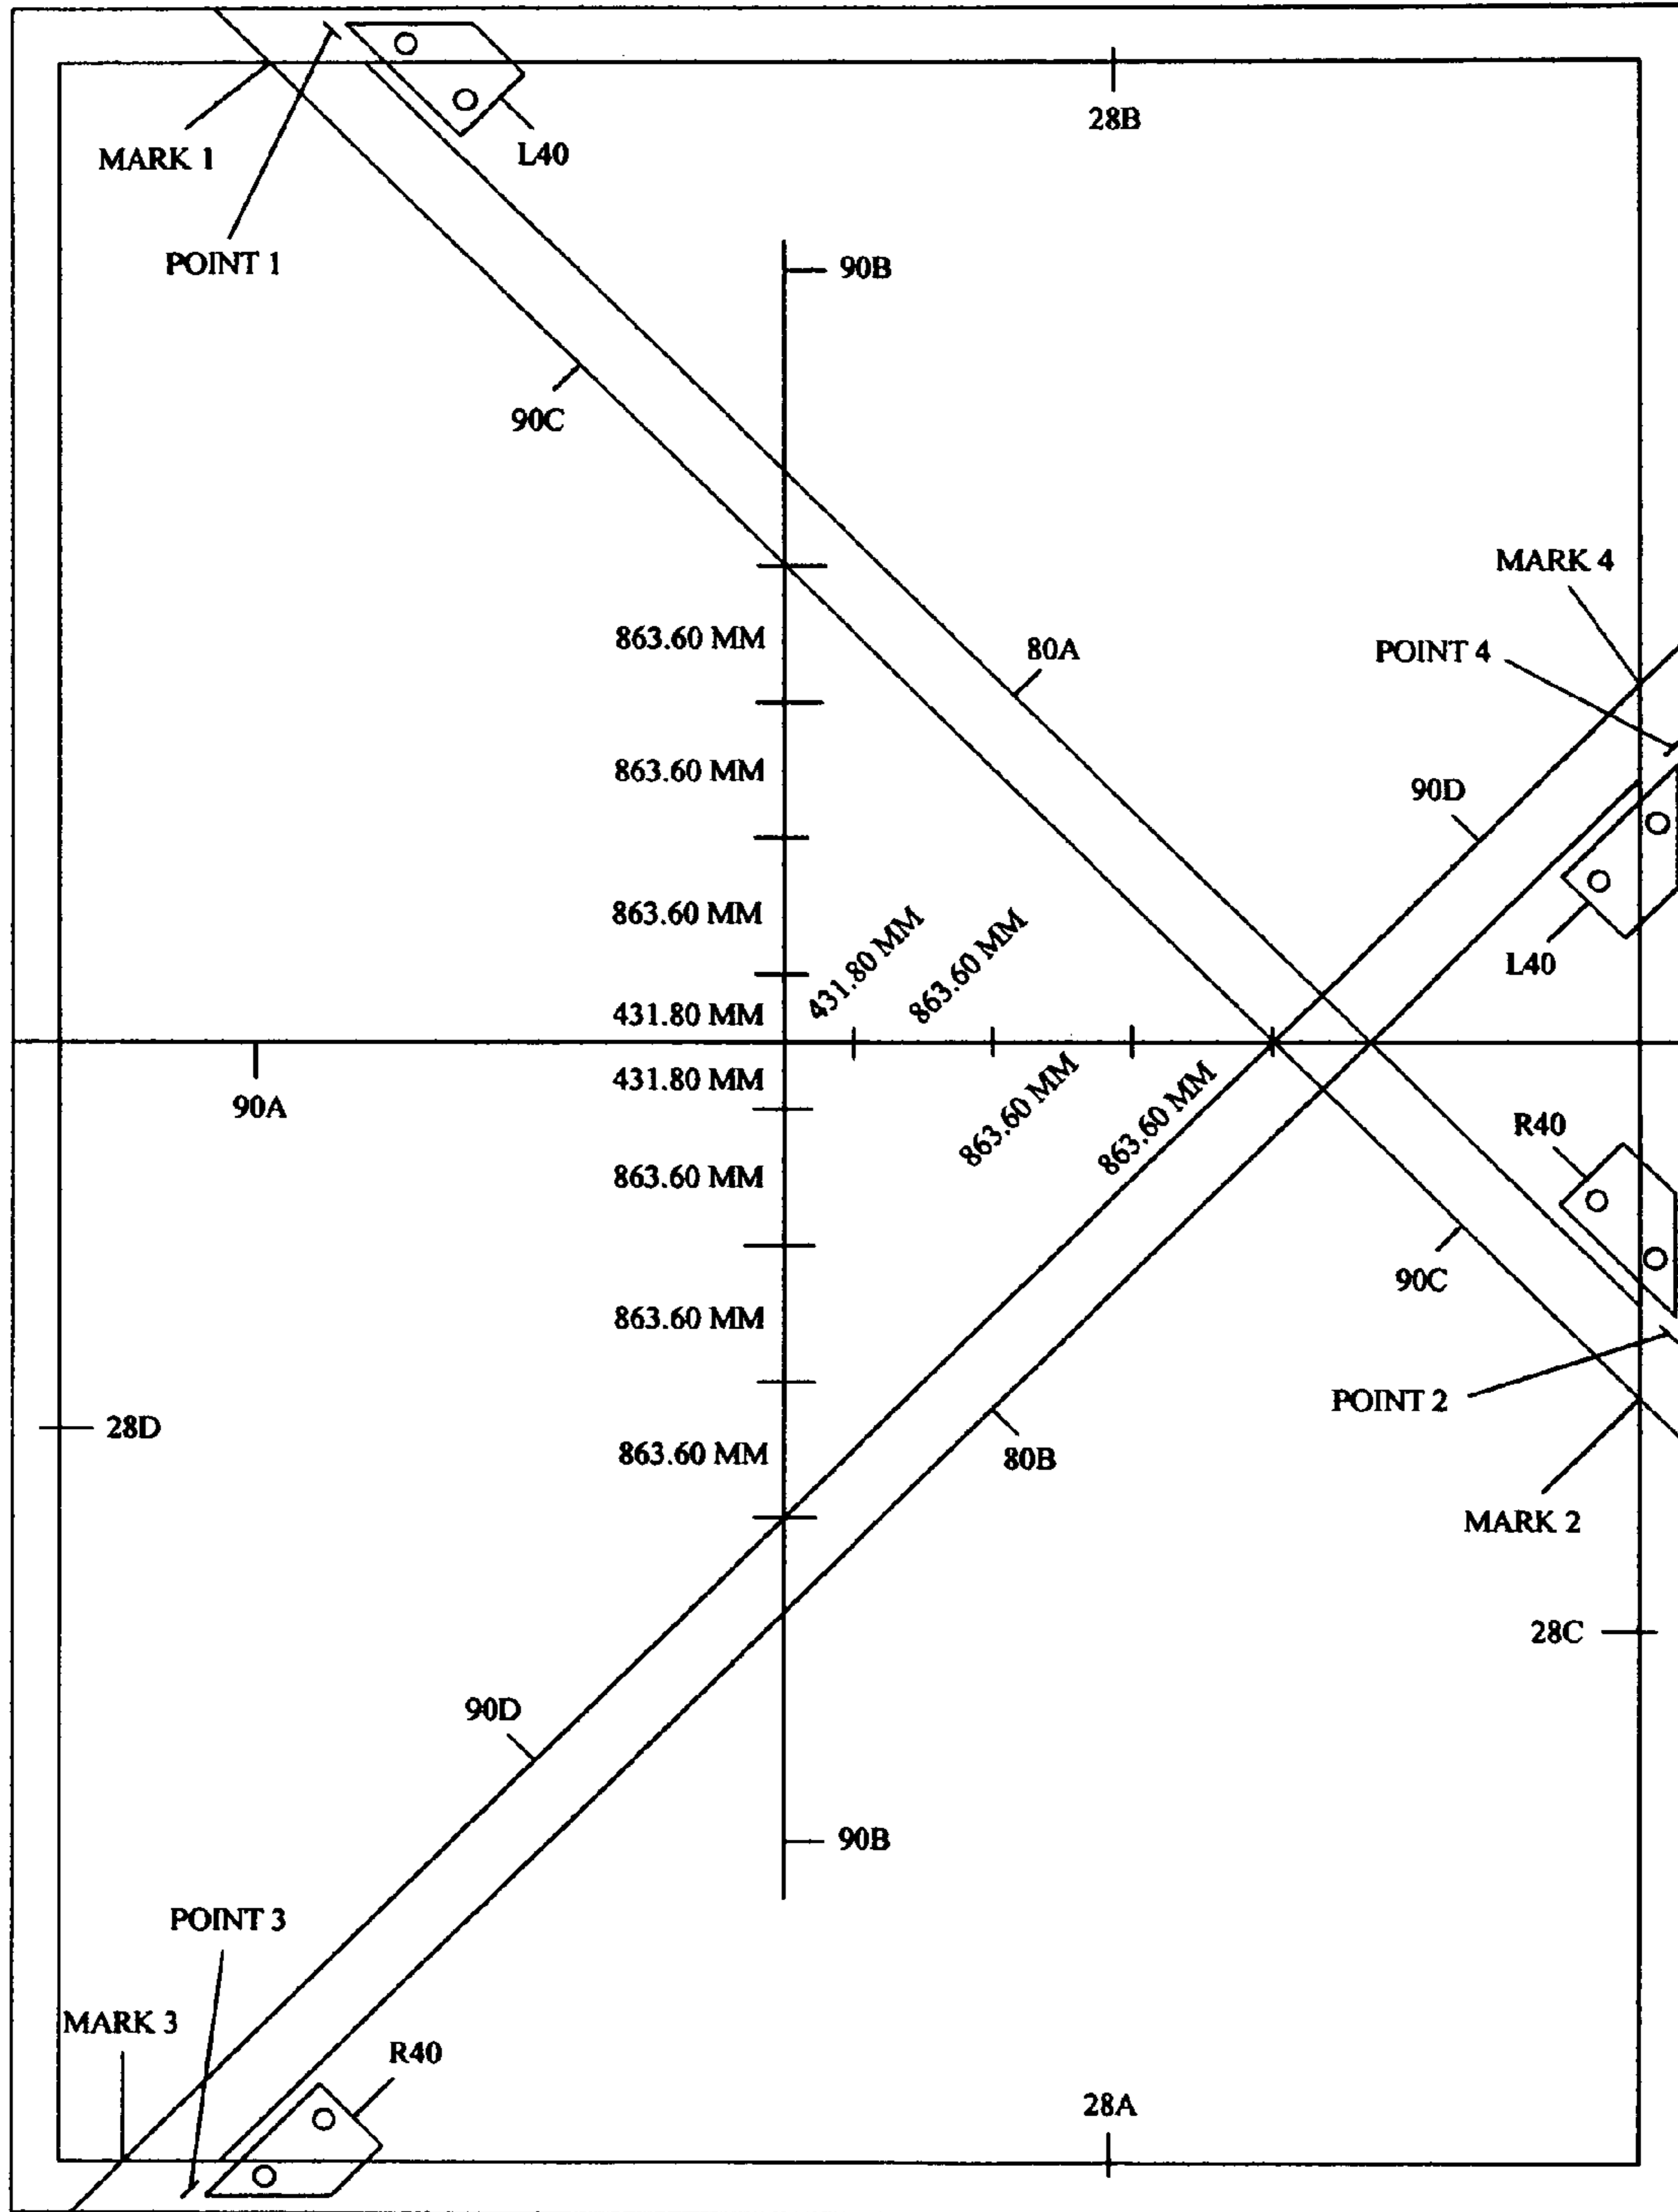 28B
MARK 1
L40
POINT 1
90B
90C
MARK 4
863.60 MM
80A
POINT 4
863.60 MM
90D
863.60 MM
431.80 MM
863.60 MM
L40
431.80 MM
431.80 MM
90A
863.60 MM
863.60 MM
R40
863.60 MM
90C
863.60 MM
POINT 2
28D
863.60 MM
80B
MARK 2
28C
90D
90B
POINT 3
MARK 3
R40
28A